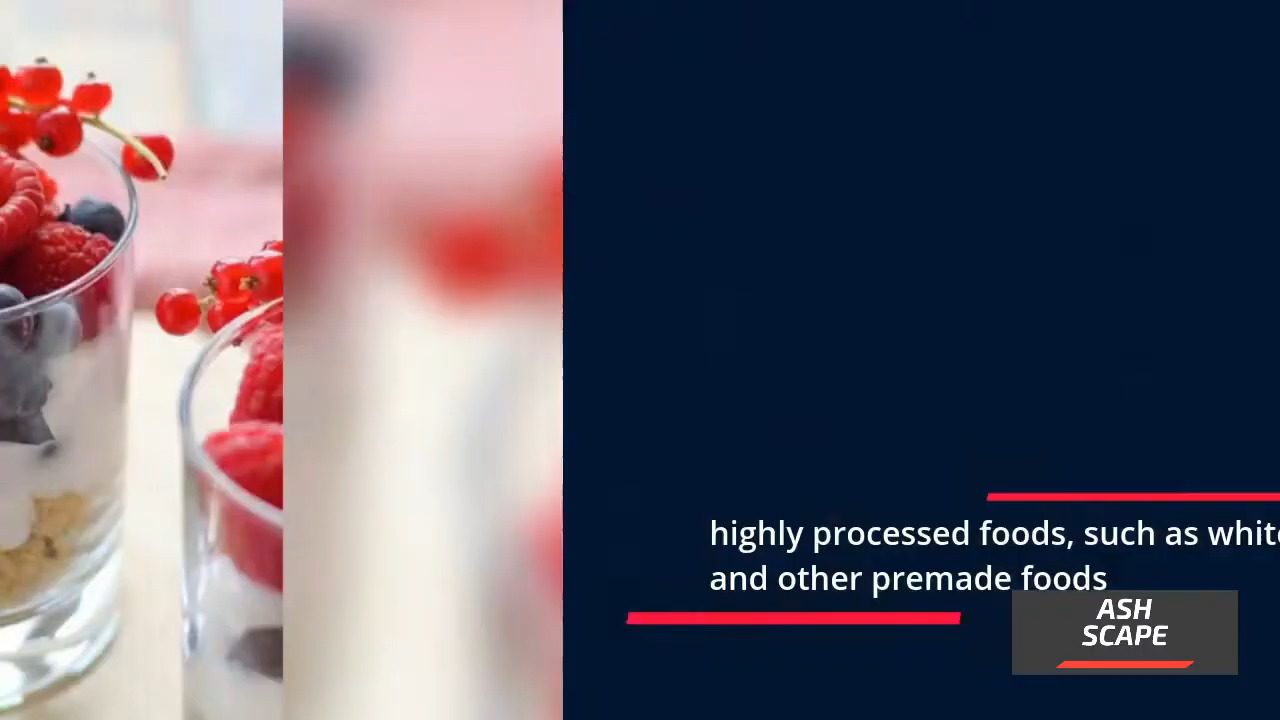 highly processed foods, such as white
and other premade foods
ASH
SCAPE